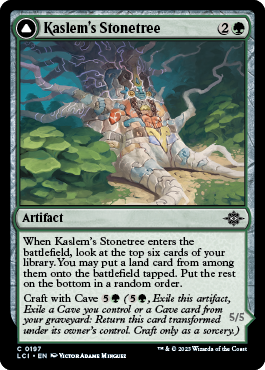 Kaslem's Stonetree 2
Artifact
When Kaslem's Stonetree enters the
battlefield, look at the top six cards of your
library. You may put a land card from among
them onto the battlefield tapped. Put the rest
on the bottom in a random order.
Craft with Cave 5 (5, Exile this artifact,
Exile a Cave you control or a Cave card from
your graveyard: Return this card transformed
under its owner's control. Craft only as a sorcery.)
5/5
C 0197
LCI • EN Victor Adame Minguez
™ & © 2023 Wizards of the Coast